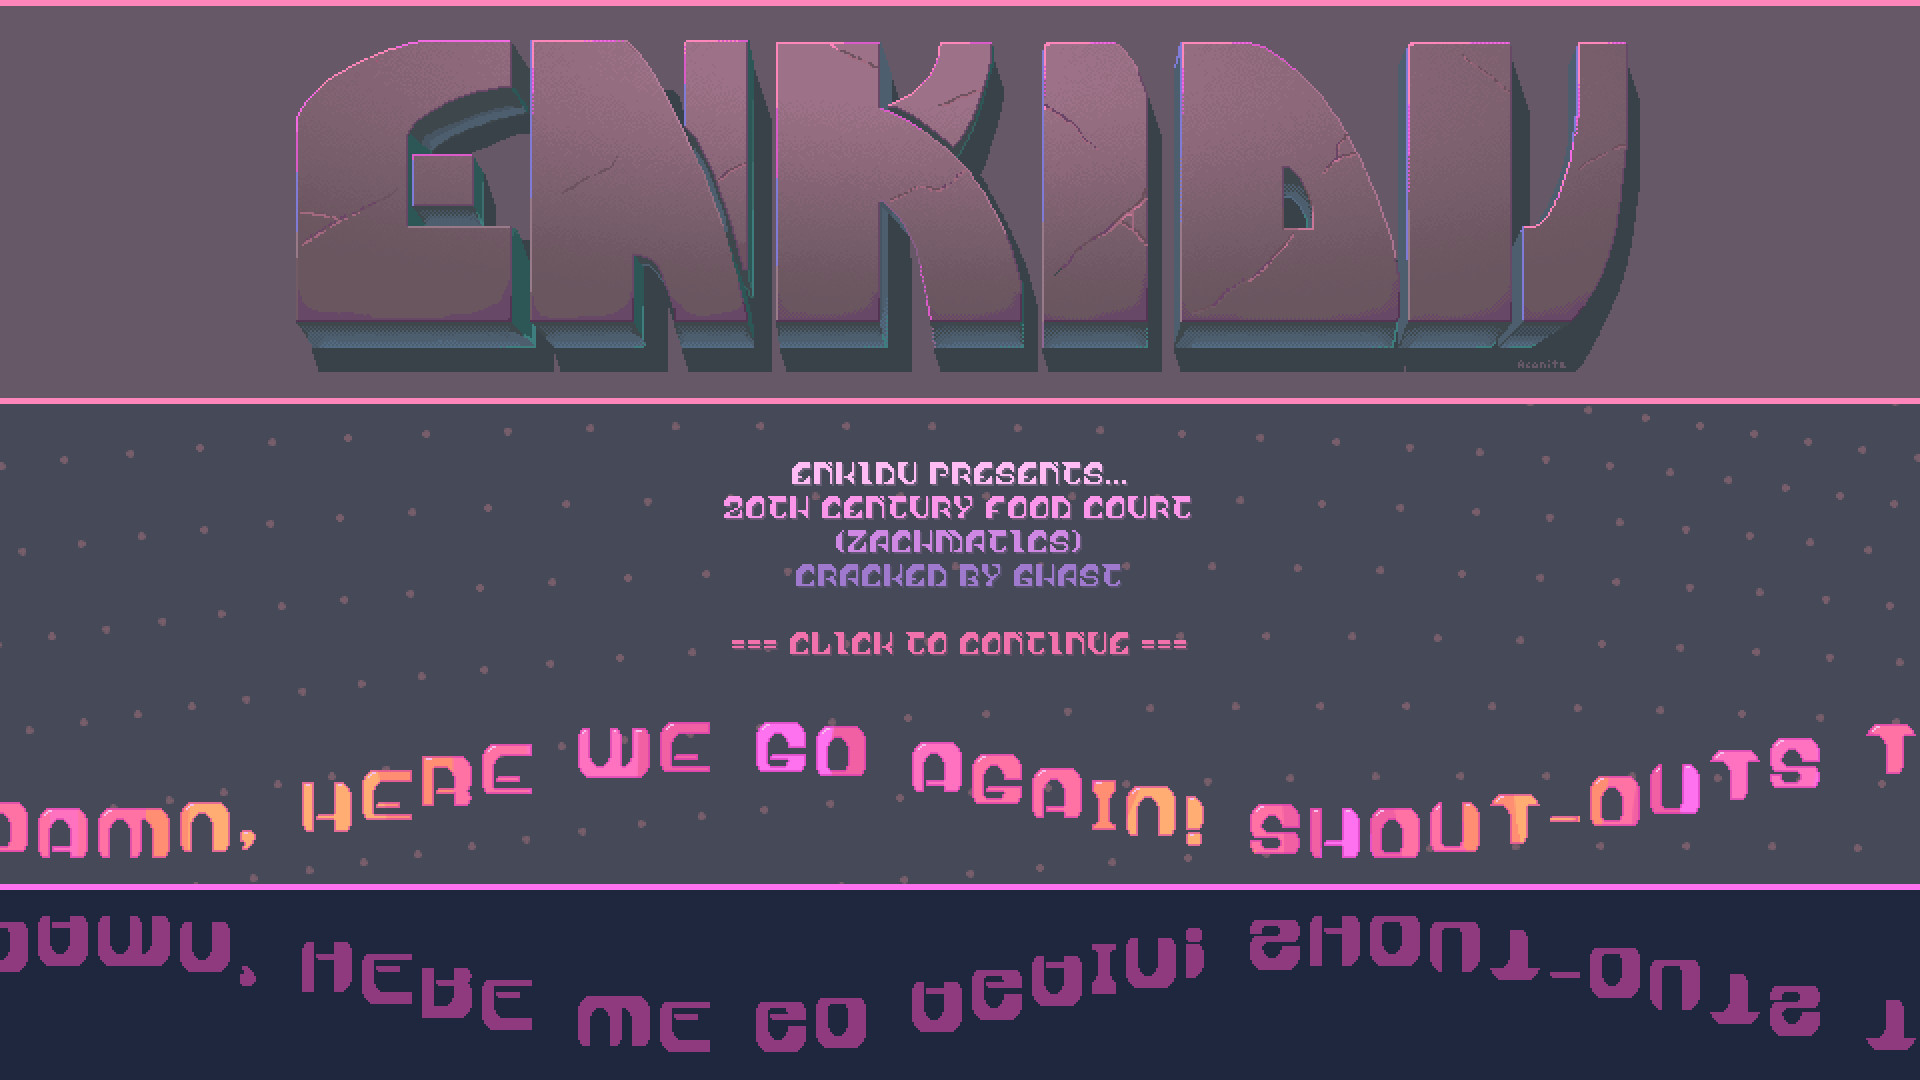 ENKIDU
Aconite
ENKIDU PRESENTS...
20TH CENTURY FOOD COURT
(ZACHMATICS)
CRACKED BY GHAST
=== CLICK TO CONTINUE ===
DAMN, HERE WE GO AGAIN! SHOUT-OUTS T